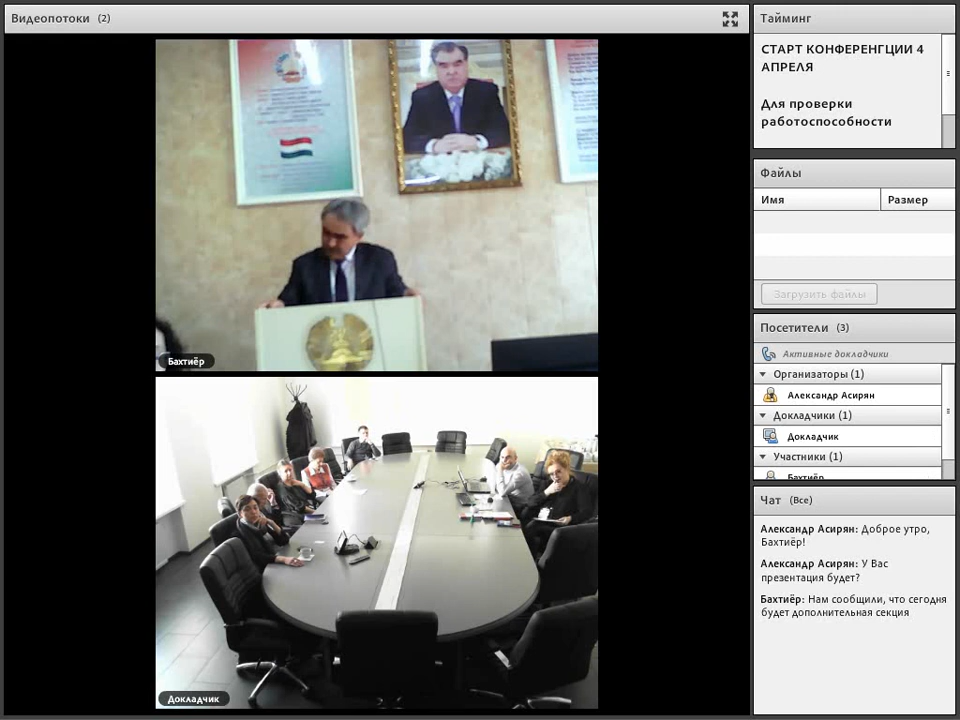 Видеопотоки (2)
Бахтиёр
Докладчик
Тайминг
СТАРТ КОНФЕРЕНГЦИИ 4
АПРЕЛЯ
Для проверки
работоспособности
Файлы
Имя Размер
Загрузить файлы
Посетители (3)
Активные докладчики
Организаторы (1)
Александр Асирян
Докладчики (1)
Докладчик
Участники (1)
Бахтиёр
Чат (Все)
Александр Асирян: Доброе утро,
Бахтиёр!
Александр Асирян: У Вас
презентация будет?
Бахтиёр: Нам сообщили, что сегодня
будет дополнительная секция